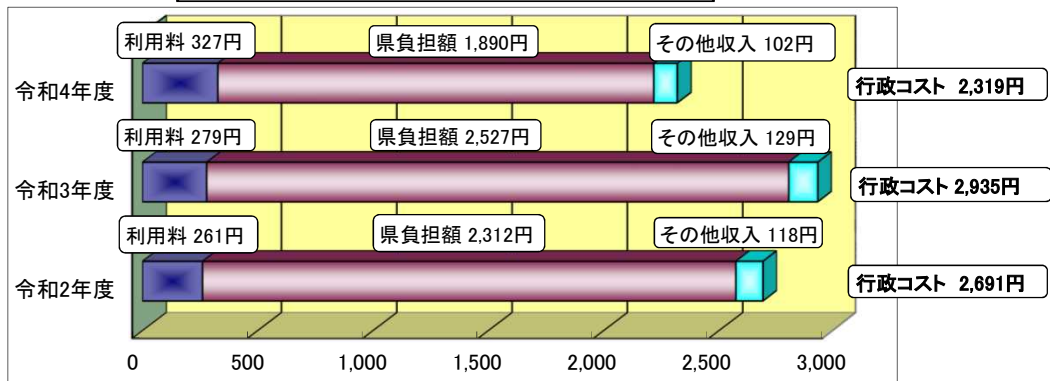 利用料 327円 県負担額 1,890円 その他収入 102円
令和4年度 行政コスト 2,319円
利用料 279円 県負担額 2,527円 その他収入 129円
令和3年度 行政コスト 2,935円
利用料 261円 県負担額 2,312円 その他収入 118円
令和2年度 行政コスト 2,691円
0 500 1,000 1,500 2,000 2,500 3,000